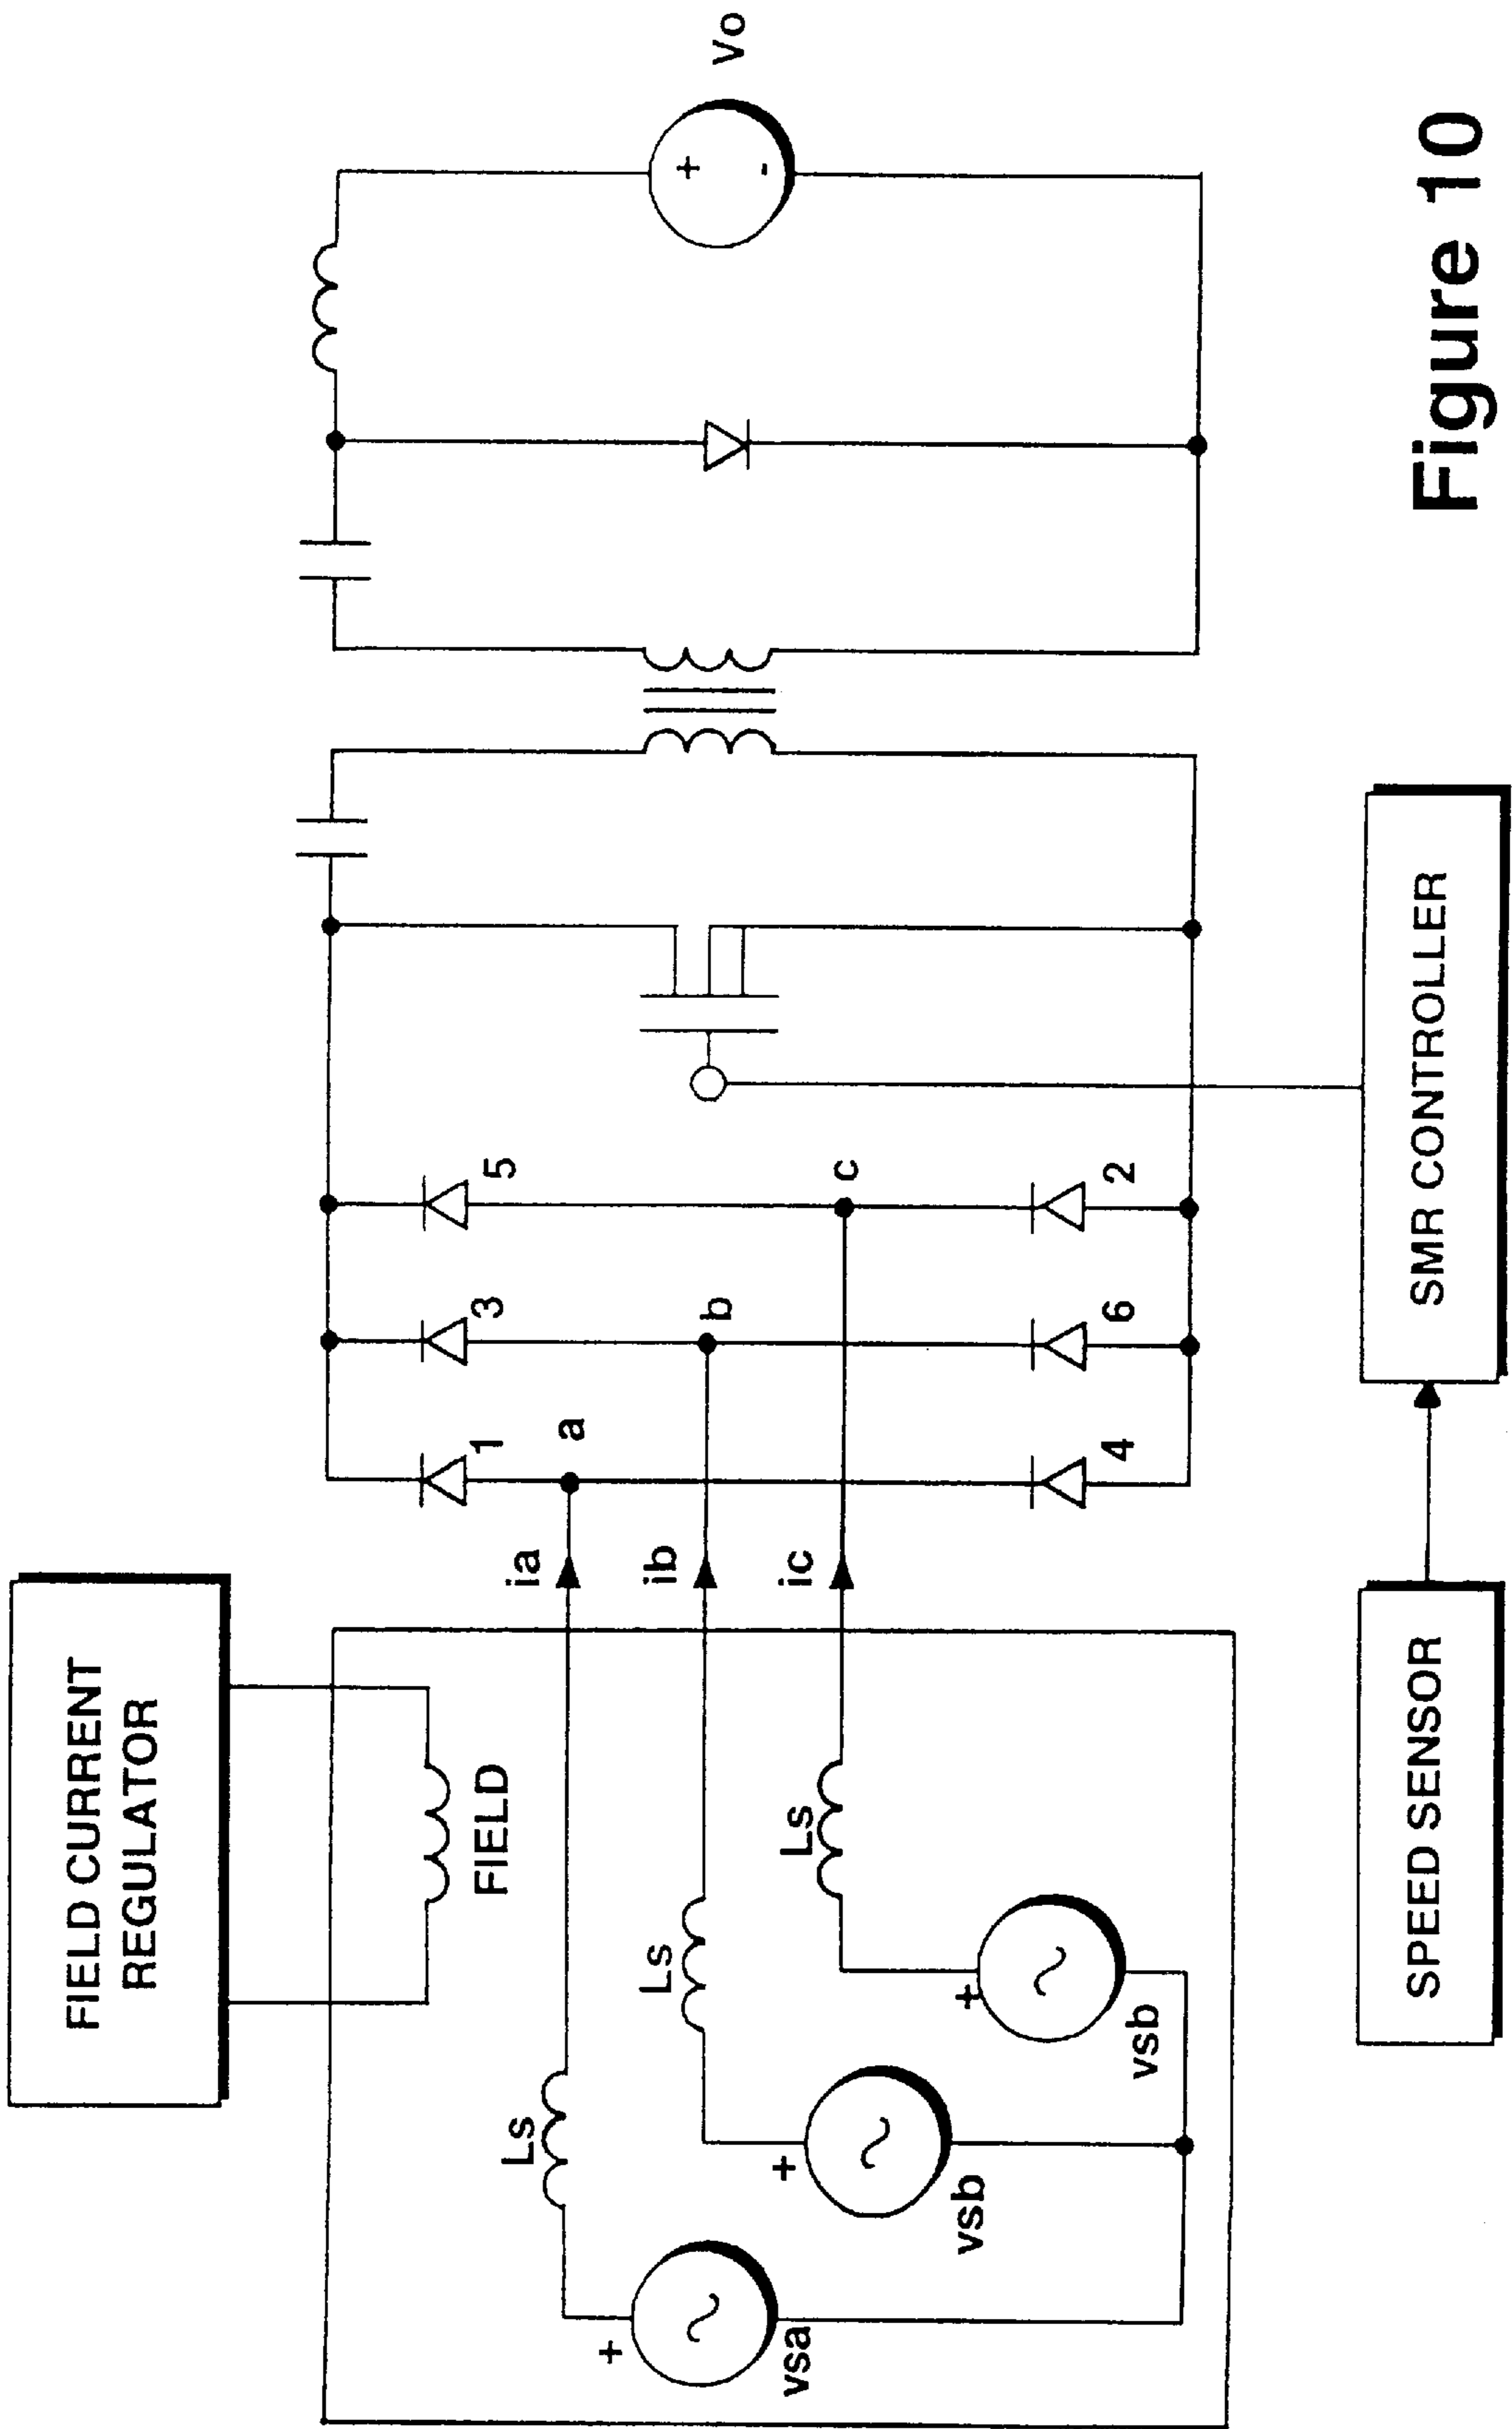 FIELD CURRENT
REGULATOR
FIELD
Ls
Ls
Ls
+
+
+
vsa
vsb
vsb
ia
ib
ic
a
b
c
1
3
5
4
6
2
+
-
Vo
SPEED SENSOR
SMR CONTROLLER
Figure 10